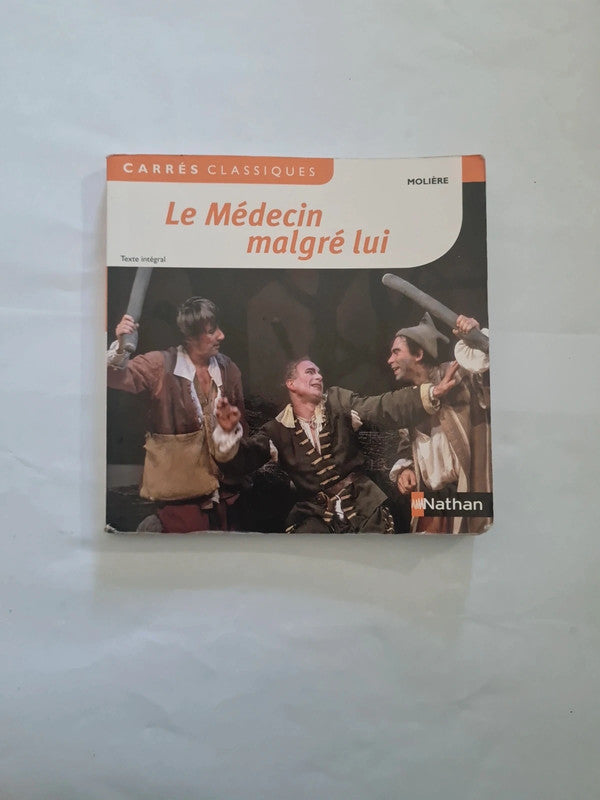 CARRÉS CLASSIQUES
MOLIÈRE
Le Médecin
malgré lui
Texte intégral
Nathan